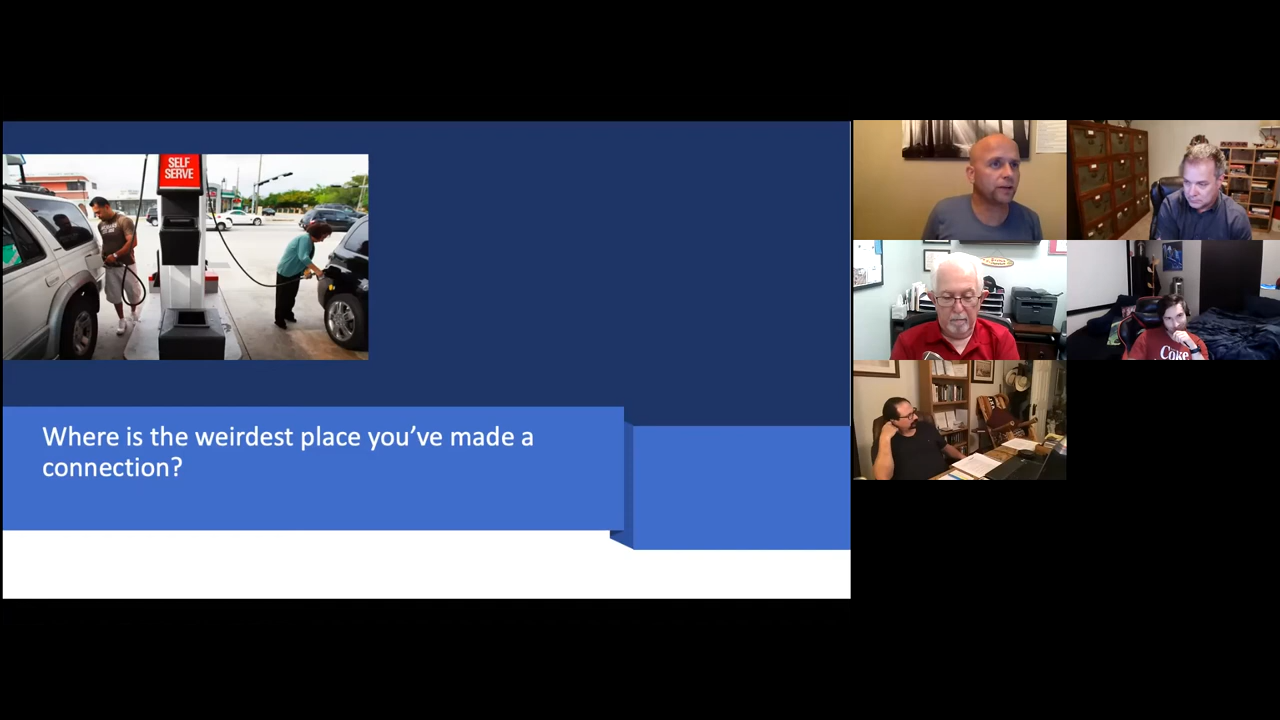 SELF
SERVE
Where is the weirdest place you’ve made a
connection?
Coke